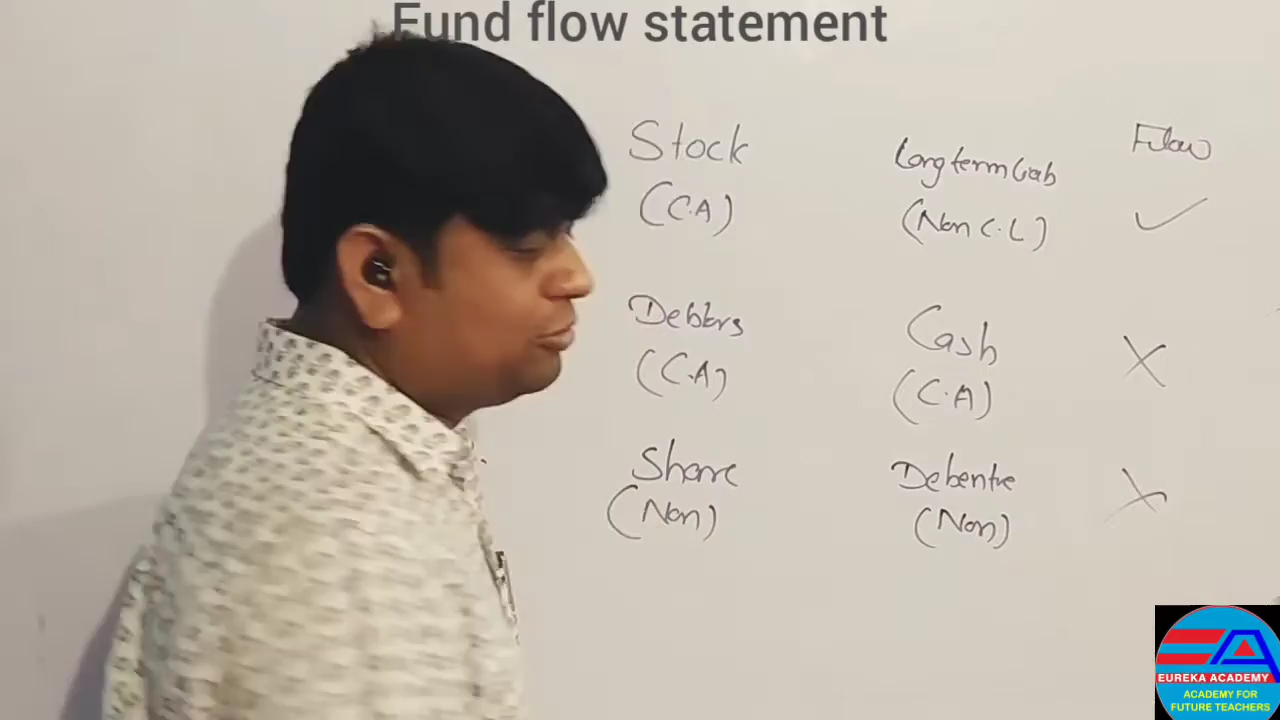 Fund flow statement
Stock Long term Liab Flow
(C.A) (Non C.L) ✓
Debtors Cash
(C.A) (C.A) X
Share Debentre
(Non) (Non) X
EUREKA ACADEMY
ACADEMY FOR
FUTURE TEACHERS